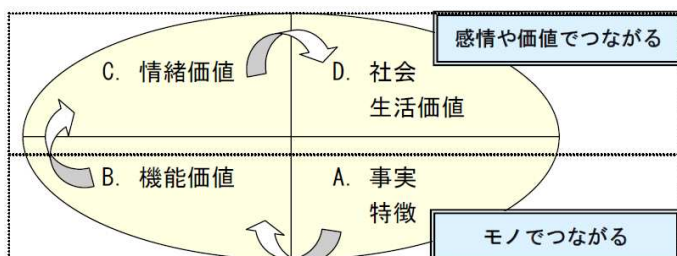 感情や価値でつながる
C. 情緒価値
D. 社会
生活価値
B. 機能価値
A. 事実
特徴
モノでつながる